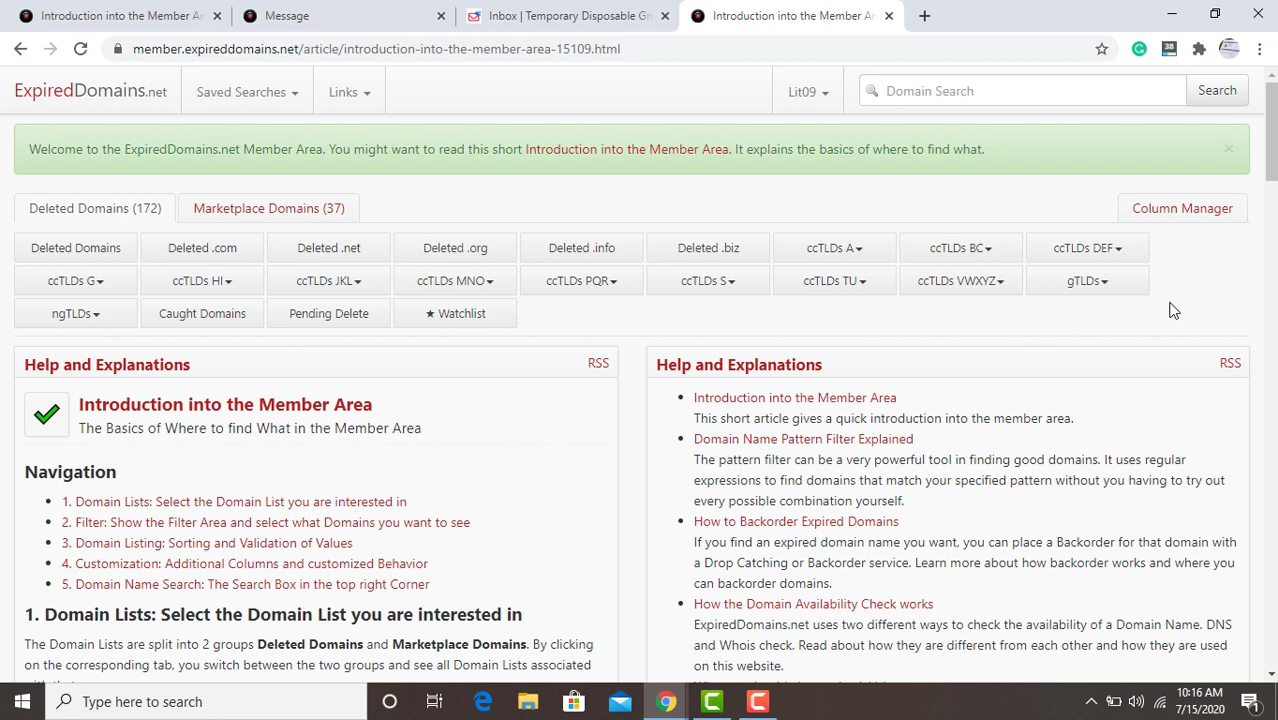 Introduction into the Member Ar
Message
Inbox | Temporary Disposable Gm
Introduction into the Member Ar
member.expireddomains.net/article/introduction-into-the-member-area-15109.html
38
ExpiredDomains.net
Saved Searches
Links
Lit09
Domain Search
Search
Welcome to the ExpiredDomains.net Member Area. You might want to read this short Introduction into the Member Area. It explains the basics of where to find what.
×
Deleted Domains (172)
Marketplace Domains (37)
Column Manager
Deleted Domains
Deleted .com
Deleted .net
Deleted .org
Deleted .info
Deleted .biz
ccTLDs A
ccTLDs BC
ccTLDs DEF
ccTLDs G
ccTLDs HI
ccTLDs JKL
ccTLDs MNO
ccTLDs PQR
ccTLDs S
ccTLDs TU
ccTLDs VWXYZ
gTLDs
ngTLDs
Caught Domains
Pending Delete
★ Watchlist
Help and Explanations
RSS
Introduction into the Member Area
The Basics of Where to find What in the Member Area
Navigation
1. Domain Lists: Select the Domain List you are interested in
2. Filter: Show the Filter Area and select what Domains you want to see
3. Domain Listing: Sorting and Validation of Values
4. Customization: Additional Columns and customized Behavior
5. Domain Name Search: The Search Box in the top right Corner
1. Domain Lists: Select the Domain List you are interested in
The Domain Lists are split into 2 groups Deleted Domains and Marketplace Domains. By clicking
on the corresponding tab, you switch between the two groups and see all Domain Lists associated
Help and Explanations
RSS
Introduction into the Member Area
This short article gives a quick introduction into the member area.
Domain Name Pattern Filter Explained
The pattern filter can be a very powerful tool in finding good domains. It uses regular
expressions to find domains that match your specified pattern without you having to try out
every possible combination yourself.
How to Backorder Expired Domains
If you find an expired domain name you want, you can place a Backorder for that domain with
a Drop Catching or Backorder service. Learn more about how backorder works and where you
can backorder domains.
How the Domain Availability Check works
ExpiredDomains.net uses two different ways to check the availability of a Domain Name. DNS
and Whois check. Read about how they are different from each other and how they are used
on this website.
Type here to search
10:16 AM
7/15/2020
1